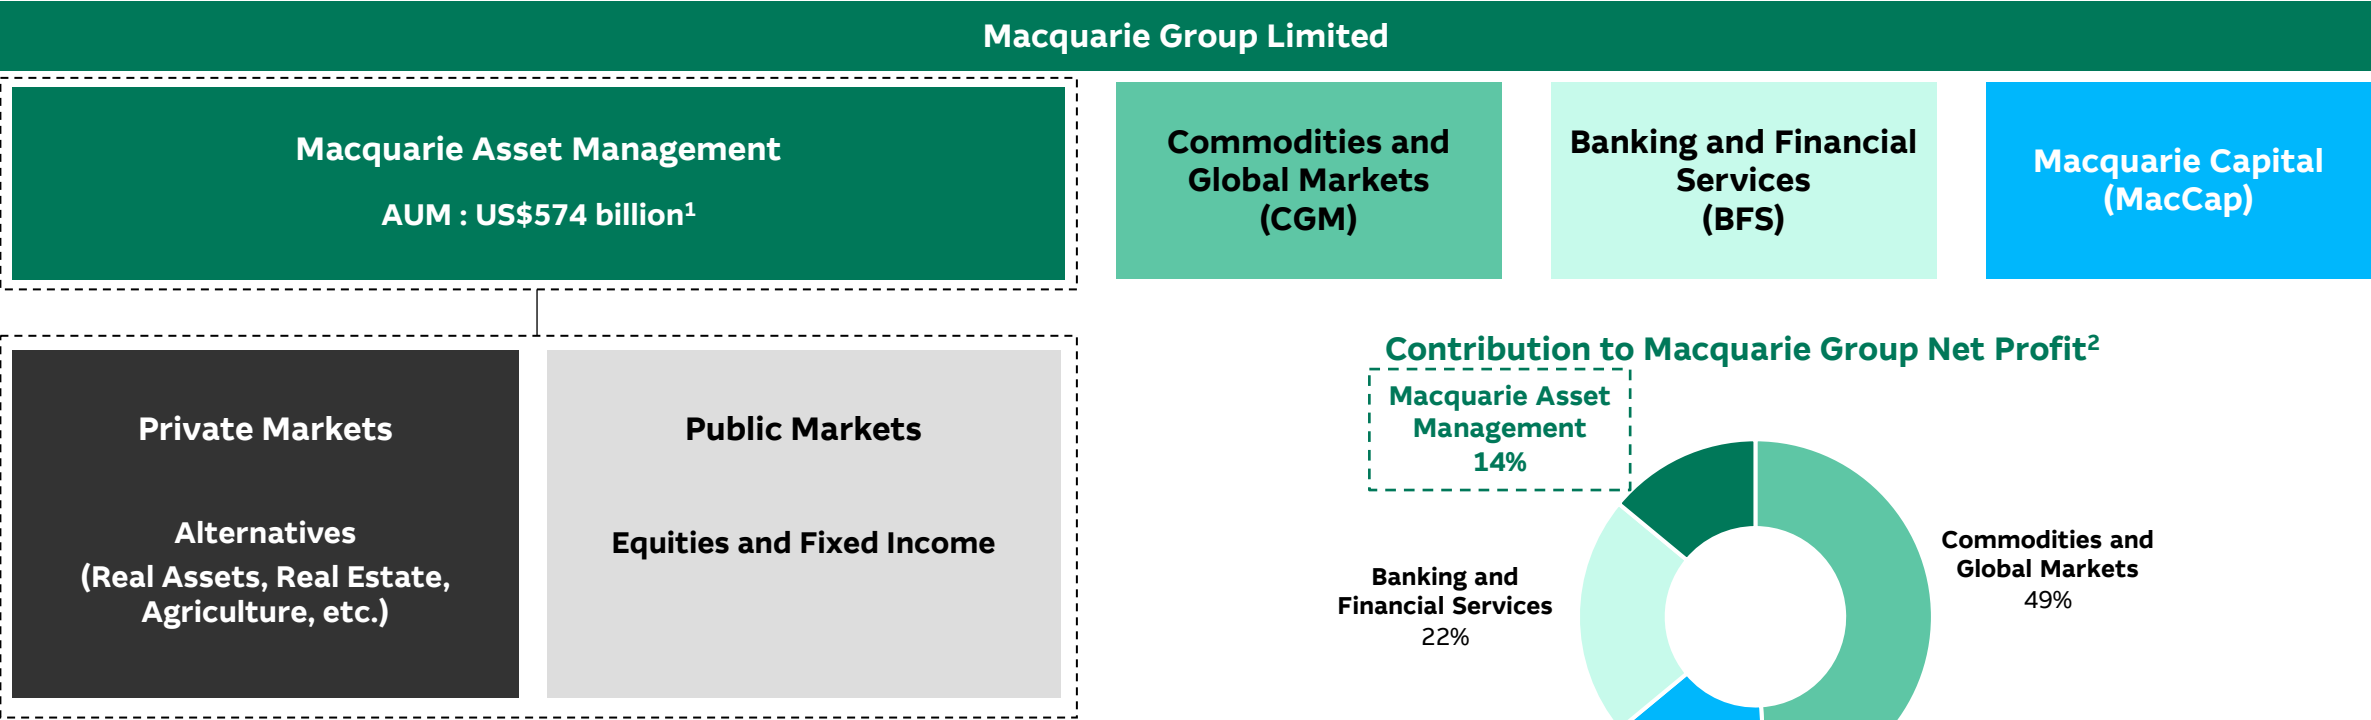 Macquarie Group Limited
Macquarie Asset Management
AUM : US$574 billion¹
Commodities and
Global Markets
(CGM)
Banking and Financial
Services
(BFS)
Macquarie Capital
(MacCap)
Private Markets
Alternatives
(Real Assets, Real Estate,
Agriculture, etc.)
Public Markets
Equities and Fixed Income
Contribution to Macquarie Group Net Profit²
Macquarie Asset
Management
14%
Banking and
Financial Services
22%
Commodities and
Global Markets
49%